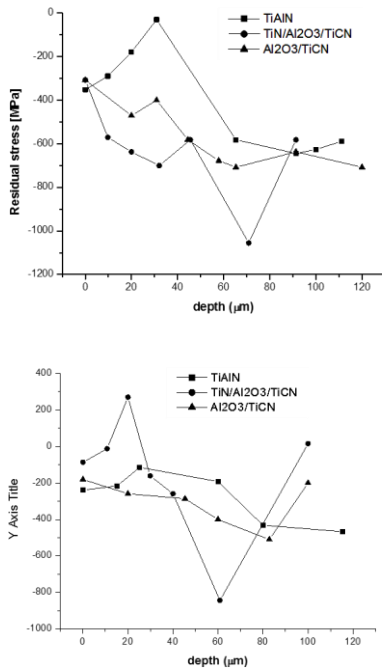 TiAlN
TiN/Al2O3/TiCN
Al2O3/TiCN
Residual stress [MPa]
0
-200
-400
-600
-800
-1000
-1200
0 20 40 60 80 100 120
depth (μm)
TiAlN
TiN/Al2O3/TiCN
Al2O3/TiCN
Y Axis Title
400
200
0
-200
-400
-600
-800
-1000
0 20 40 60 80 100
depth (μm)